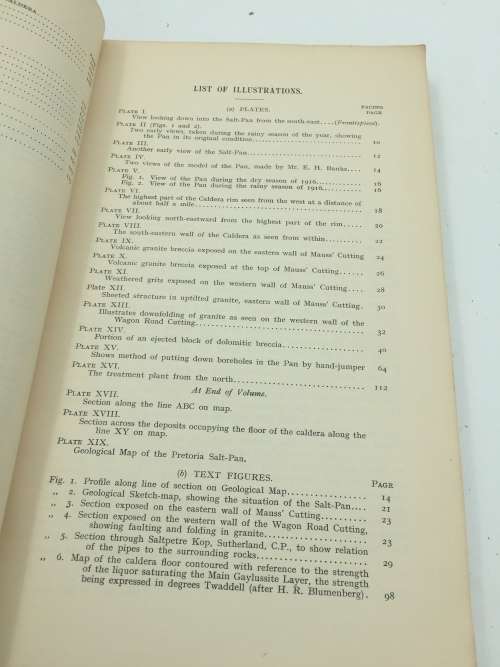 CALDERA
LIST OF ILLUSTRATIONS.
(a) PLATES.
FACING
PAGE
PLATE I.
View looking down into the Salt-Pan from the south-east....(Frontispiece).
PLATE II (Figs. 1 and 2).
Two early views, taken during the rainy season of the year, showing
the Pan in its original condition. 10
PLATE III.
Another early view of the Salt-Pan. 12
PLATE IV.
Two views of the model of the Pan, made by Mr. E. H. Banks.... 14
PLATE V.
Fig. 1. View of the Pan during the dry season of 1916. 16
Fig. 2. View of the Pan during the rainy season of 1916. 16
PLATE VI.
The highest part of the Caldera rim seen from the west at a distance of
about half a mile. 18
PLATE VII.
View looking north-eastward from the highest part of the rim..... 20
PLATE VIII.
The south-eastern wall of the Caldera as seen from within. 22
PLATE IX.
Volcanic granite breccia exposed on the eastern wall of Mauss' Cutting 24
PLATE X.
Volcanic granite breccia exposed at the top of Mauss' Cutting...... 26
PLATE XI.
Weathered grits exposed on the western wall of Mauss' Cutting.... 28
Plate XII.
Sheeted structure in uptilted granite, eastern wall of Mauss' Cutting. 30
PLATE XIII.
Illustrates downfolding of granite as seen on the western wall of the
Wagon Road Cutting. 32
PLATE XIV.
Portion of an ejected block of dolomitic breccia. 40
PLATE XV.
Shows method of putting down boreholes in the Pan by hand-jumper 64
PLATE XVI.
The treatment plant from the north. 112
At End of Volume.
PLATE XVII.
Section along the line ABC on map.
PLATE XVIII.
Section across the deposits occupying the floor of the caldera along the
line XY on map.
PLATE XIX.
Geological Map of the Pretoria Salt-Pan.
(b) TEXT FIGURES.
PAGE
Fig. 1. Profile along line of section on Geological Map. 14
„ 2. Geological Sketch-map, showing the situation of the Salt-Pan.... 21
„ 3. Section exposed on the eastern wall of Mauss' Cutting. 23
„ 4. Section exposed on the western wall of the Wagon Road Cutting,
showing faulting and folding in granite. 23
„ 5. Section through Saltpetre Kop, Sutherland, C.P., to show relation
of the pipes to the surrounding rocks. 29
„ 6. Map of the caldera floor contoured with reference to the strength
of the liquor saturating the Main Gaylussite Layer, the strength
being expressed in degrees Twaddell (after H. R. Blumenberg). 98